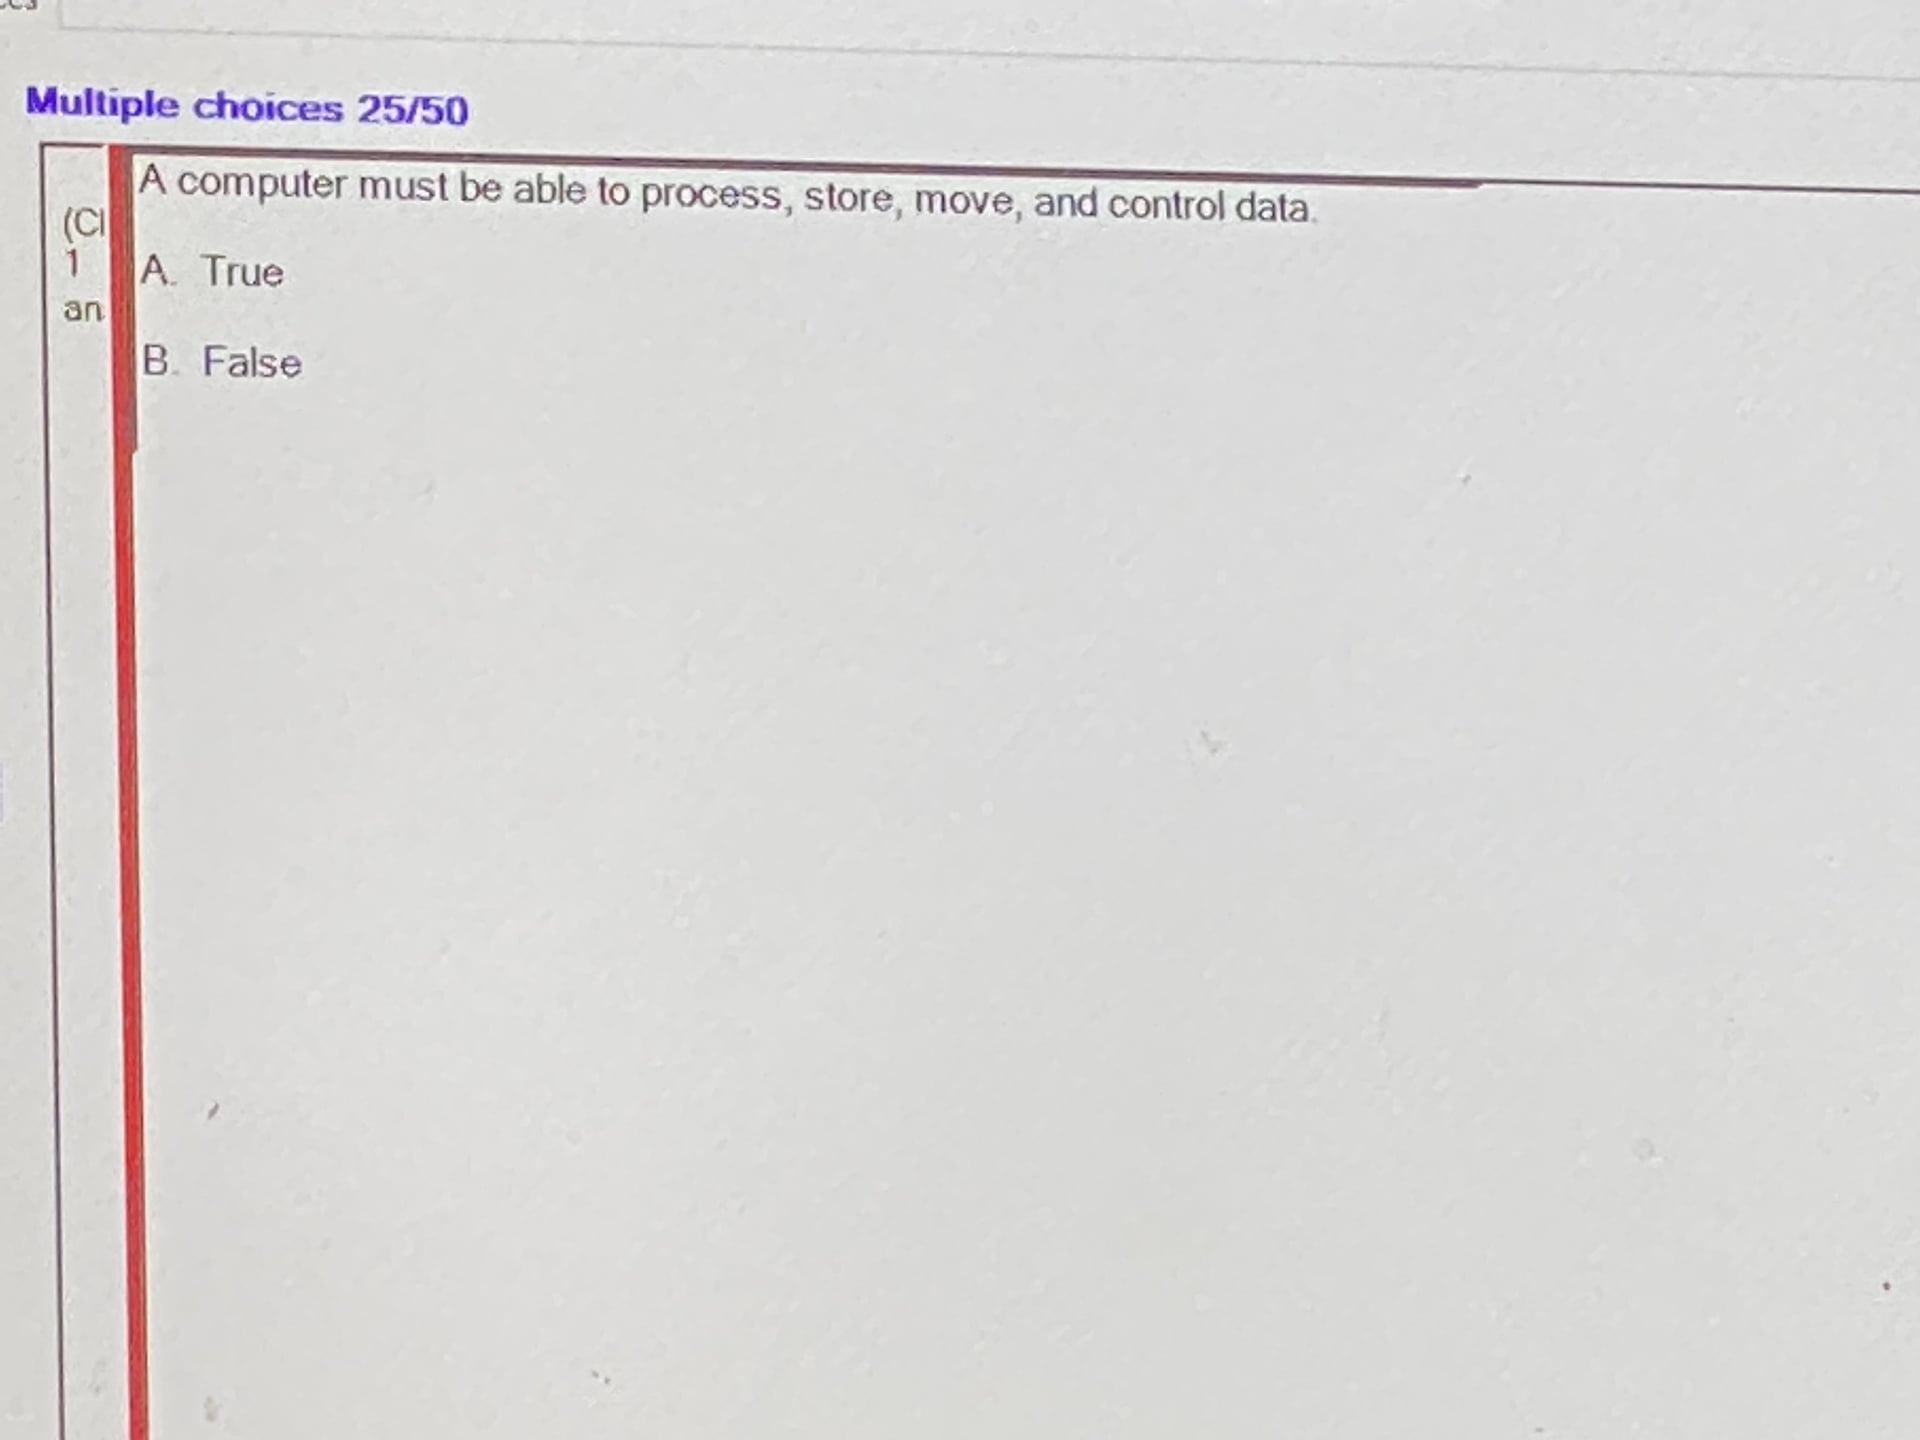 Multiple choices 25/50
A computer must be able to process, store, move, and control data.
(Cl
1
an
A. True
B. False